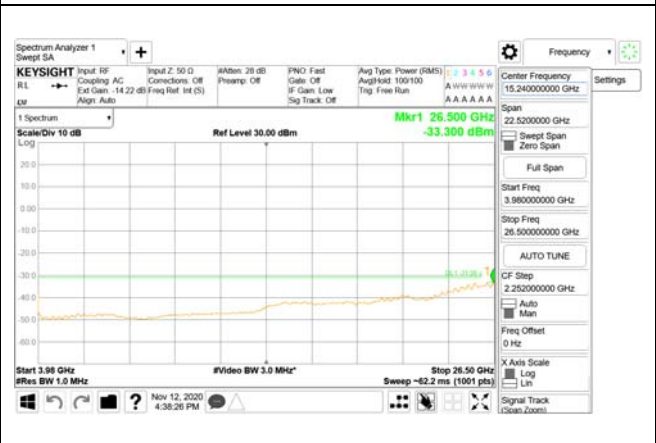 Spectrum Analyzer 1
Swept SA
+
Frequency
KEYSIGHT
RL
Input: RF
Coupling: AC
Ext Gain: -14.22 dB
Align: Auto
Input Z: 50 Ω
Corrections: Off
Freq Ref: Int (S)
#Atten: 28 dB
Preamp: Off
PNO: Fast
Gate: Off
IF Gain: Low
Sig Track: Off
Avg Type: Power (RMS)
Avg|Hold: 100/100
Trig: Free Run
1 2 3 4 5 6
A W W W W W
A A A A A A
1 Spectrum
Scale/Div 10 dB
Log
Ref Level 30.00 dBm
Mkr1 26.500 GHz
-33.300 dBm
20.0
10.0
0.00
-10.0
-20.0
-30.0
-40.0
-50.0
-60.0
1
Start 3.98 GHz
#Res BW 1.0 MHz
#Video BW 3.0 MHz*
Stop 26.50 GHz
Sweep ~62.2 ms (1001 pts)
Nov 12, 2020
4:38:26 PM
Center Frequency
15.240000000 GHz
Settings
Span
22.5200000 GHz
Swept Span
Zero Span
Full Span
Start Freq
3.980000000 GHz
Stop Freq
26.500000000 GHz
AUTO TUNE
CF Step
2.252000000 GHz
Auto
Man
Freq Offset
0 Hz
X Axis Scale
Log
Lin
Signal Track
(Span Zoom)